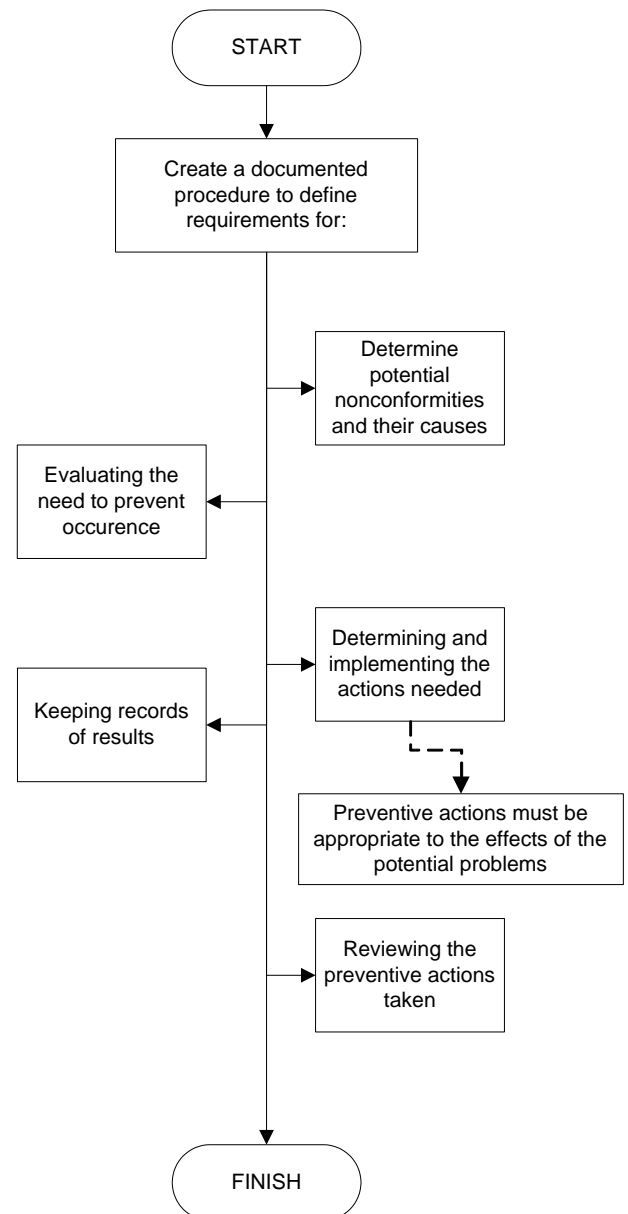 START
Create a documented
procedure to define
requirements for:
Determine
potential
nonconformities
and their causes
Evaluating the
need to prevent
occurence
Determining and
implementing the
actions needed
Keeping records
of results
Preventive actions must be
appropriate to the effects of the
potential problems
Reviewing the
preventive actions
taken
FINISH